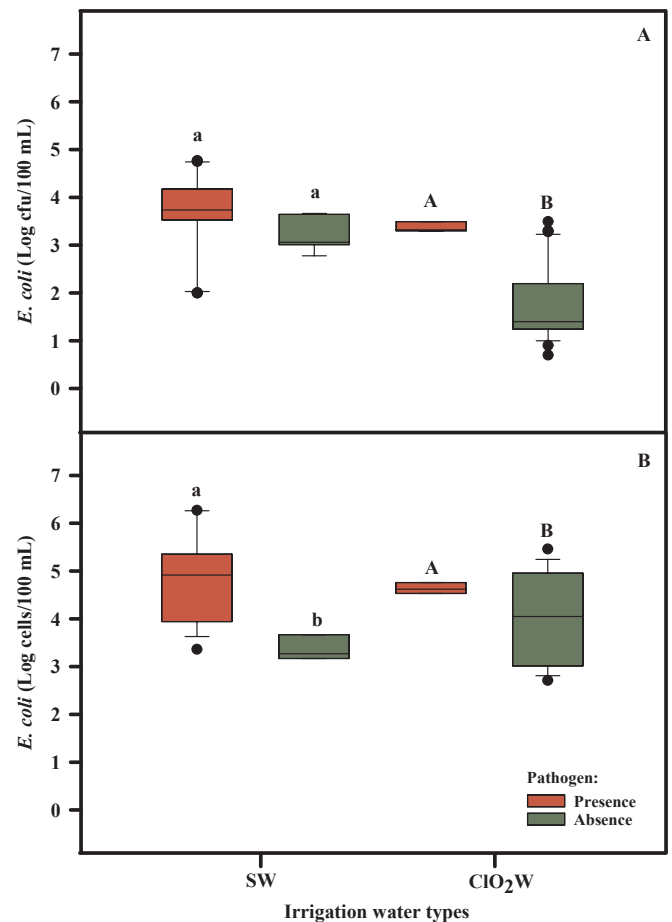 A
7
6
5
4
3
2
1
0
E. coli (Log cfu/100 mL)
a
a
A
B
B
7
6
5
4
3
2
1
0
E. coli (Log cells/100 mL)
a
b
A
B
Pathogen:
Presence
Absence
SW
ClO₂W
Irrigation water types